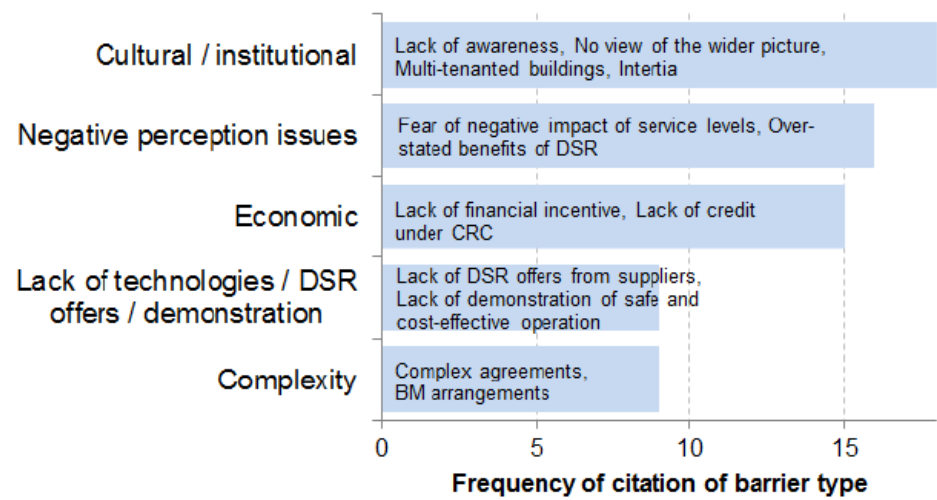 Cultural / institutional
Lack of awareness, No view of the wider picture,
Multi-tenanted buildings, Intertia
Negative perception issues
Fear of negative impact of service levels, Over-
stated benefits of DSR
Economic
Lack of financial incentive, Lack of credit
under CRC
Lack of technologies / DSR
offers / demonstration
Lack of DSR offers from suppliers,
Lack of demonstration of safe and
cost-effective operation
Complexity
Complex agreements,
BM arrangements
0 5 10 15
Frequency of citation of barrier type